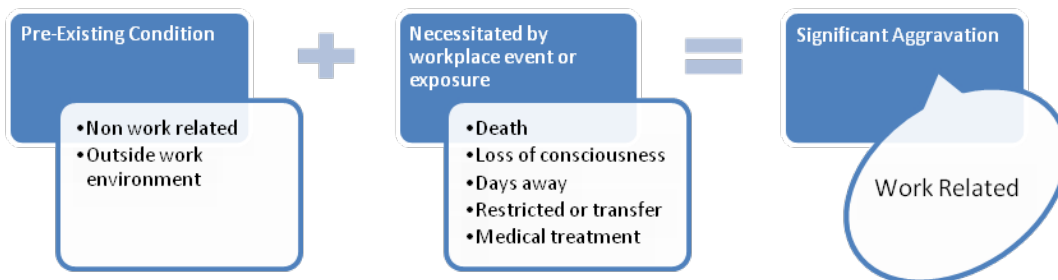 Pre-Existing Condition
•Non work related
•Outside work
environment
Necessitated by
workplace event or
exposure
•Death
•Loss of consciousness
•Days away
•Restricted or transfer
•Medical treatment
Significant Aggravation
Work Related